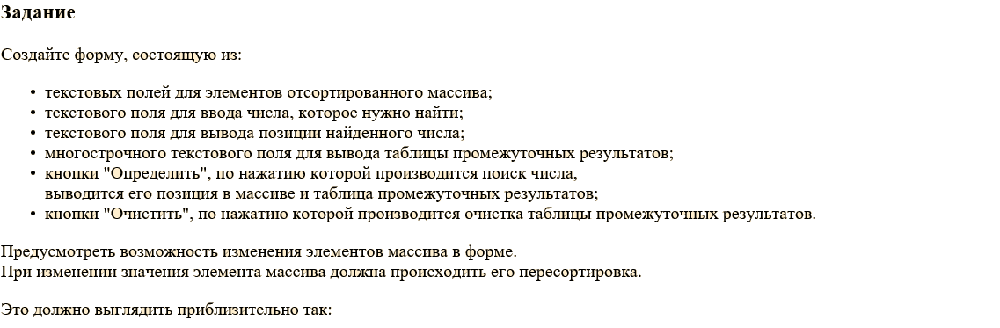 Задание
Создайте форму, состоящую из:
• текстовых полей для элементов отсортированного массива;
• текстового поля для ввода числа, которое нужно найти;
• текстового поля для вывода позиции найденного числа;
• многострочного текстового поля для вывода таблицы промежуточных результатов;
• кнопки "Определить", по нажатию которой производится поиск числа,
выводится его позиция в массиве и таблица промежуточных результатов;
• кнопки "Очистить", по нажатию которой производится очистка таблицы промежуточных результатов.
Предусмотреть возможность изменения элементов массива в форме.
При изменении значения элемента массива должна происходить его пересортировка.
Это должно выглядить приблизительно так: